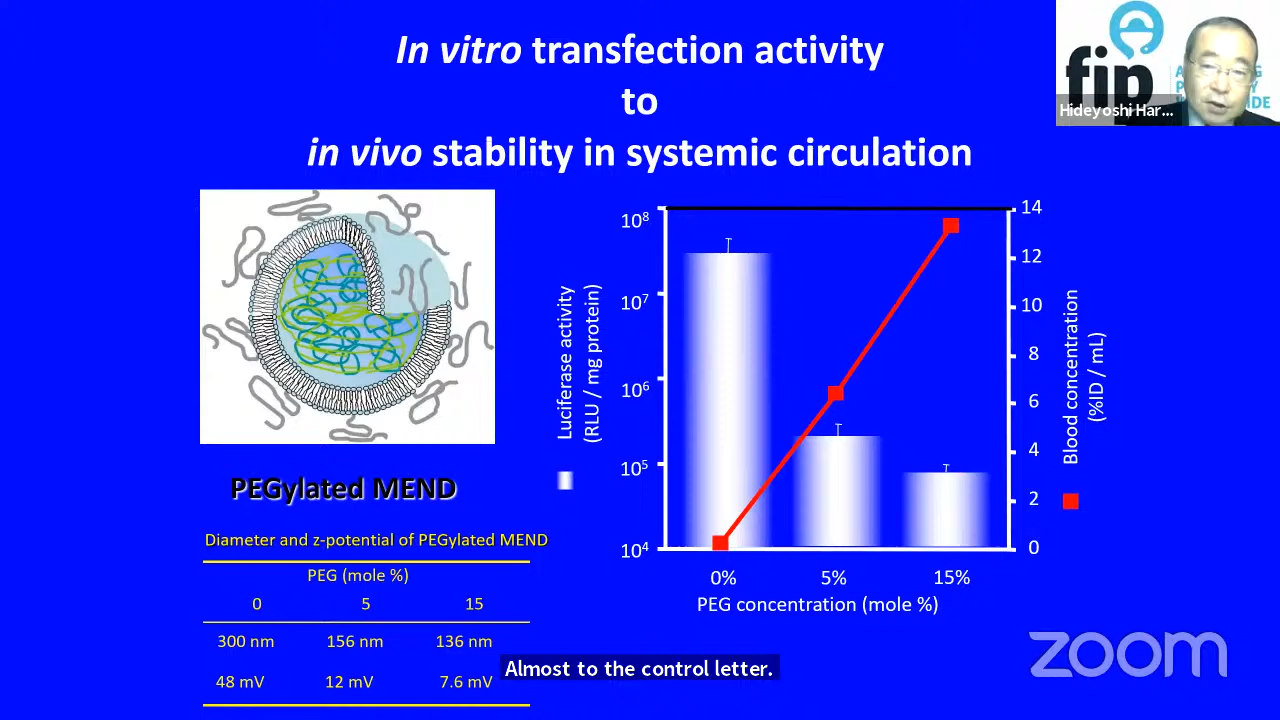 In vitro transfection activity
to
in vivo stability in systemic circulation
fip
Hideyoshi Har...
PEGylated MEND
Diameter and z-potential of PEGylated MEND
PEG (mole %)
0 5 15
300 nm 156 nm 136 nm
48 mV 12 mV 7.6 mV
Luciferase activity
(RLU / mg protein)
10⁸
10⁷
10⁶
10⁵
10⁴
14
12
10
8
6
4
2
0
Blood concentration
(%ID / mL)
0% 5% 15%
PEG concentration (mole %)
Almost to the control letter.
zoom